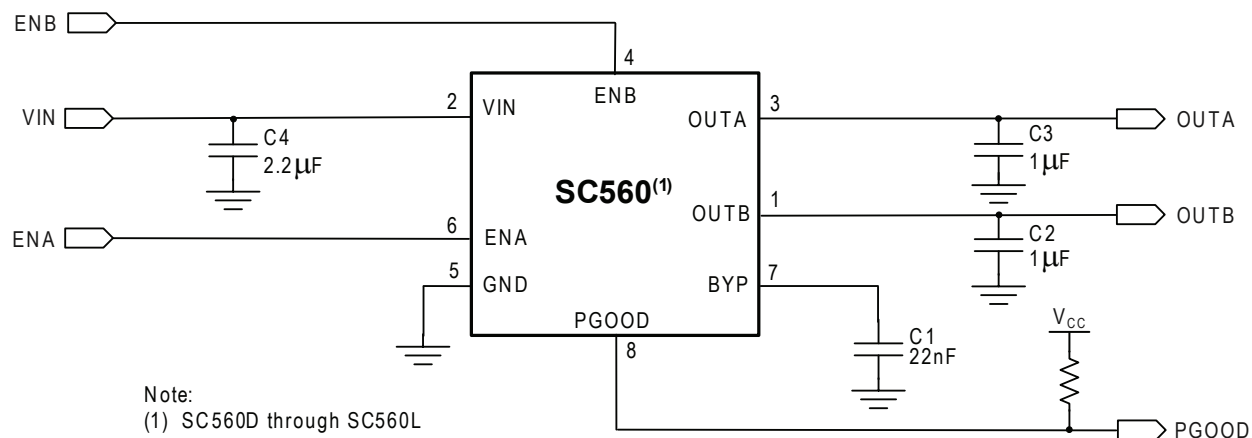 ENB
4
VIN
2
VIN
ENB
OUTA
3
OUTA
C4
2.2µF
C3
1µF
SC560(1)
OUTB
1
OUTB
ENA
6
ENA
C2
1µF
5
GND
BYP
7
PGOOD
8
C1
22nF
VCC
Note:
(1) SC560D through SC560L
PGOOD